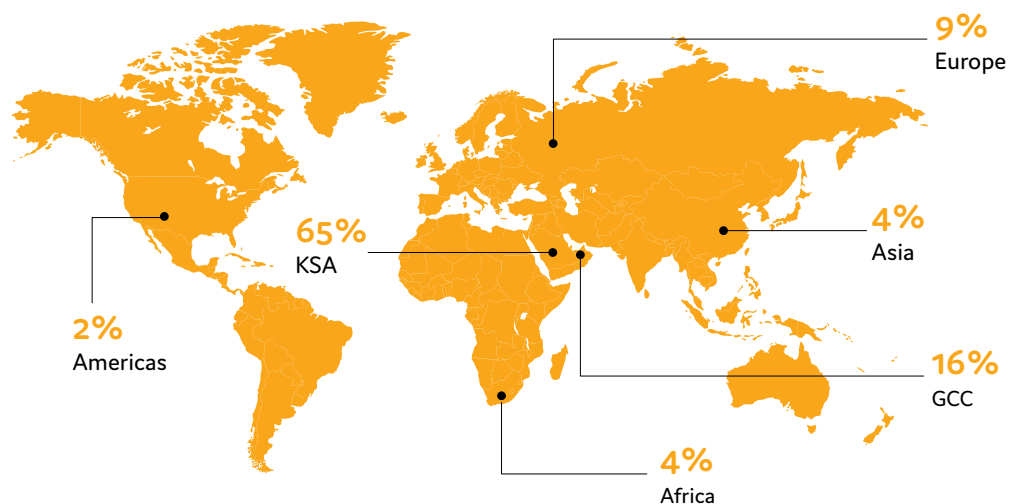 9%
Europe
65%
KSA
4%
Asia
2%
Americas
16%
GCC
4%
Africa